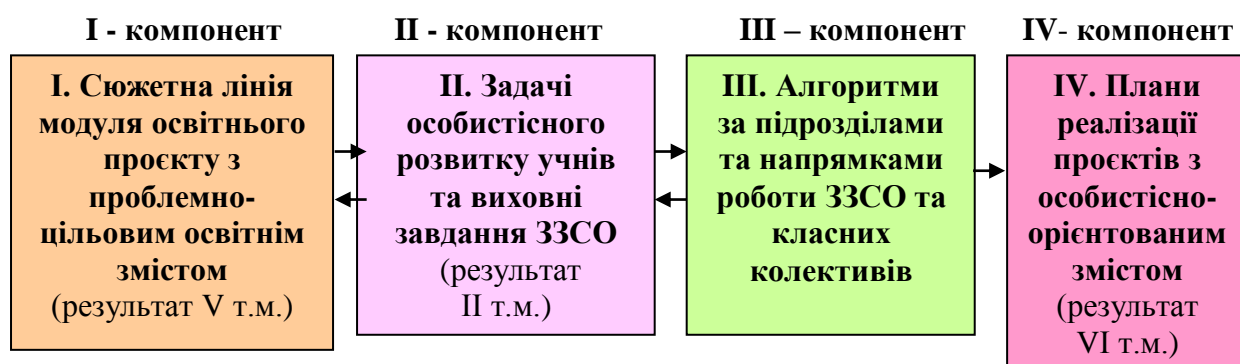 I - компонент
II - компонент
III – компонент
IV- компонент
I. Сюжетна лінія
модуля освітнього
проєкту з
проблемно-
цільовим освітнім
змістом
(результат V т.м.)
II. Задачі
особистісного
розвитку учнів
та виховні
завдання ЗЗСО
(результат
II т.м.)
III. Алгоритми
за підрозділами
та напрямками
роботи ЗЗСО та
класних
колективів
IV. Плани
реалізації
проєктів з
особистісно-
орієнтованим
змістом
(результат
VI т.м.)